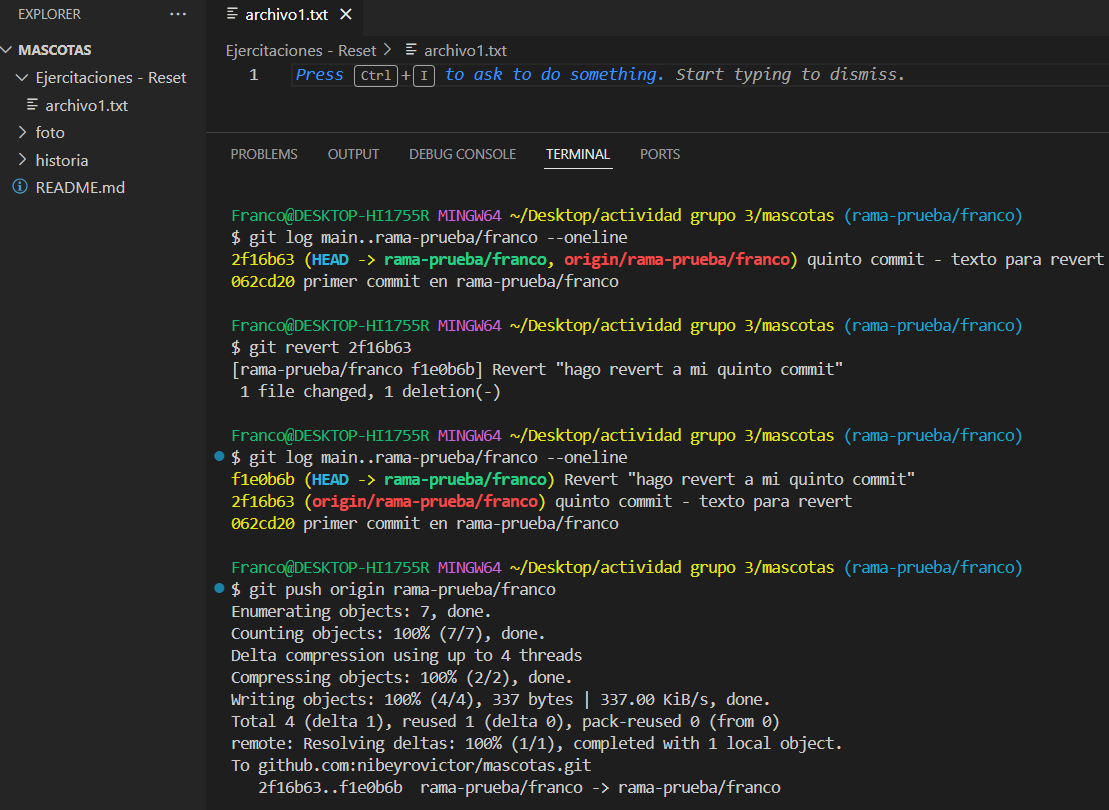 EXPLORER ···
MASCOTAS
Ejercitaciones - Reset
archivo1.txt
foto
historia
README.md
archivo1.txt
Ejercitaciones - Reset > archivo1.txt
1 Press Ctrl + I to ask to do something. Start typing to dismiss.
PROBLEMS OUTPUT DEBUG CONSOLE TERMINAL PORTS
Franco@DESKTOP-HI1755R MINGW64 ~/Desktop/actividad grupo 3/mascotas (rama-prueba/franco)
$ git log main..rama-prueba/franco --oneline
2f16b63 (HEAD -> rama-prueba/franco, origin/rama-prueba/franco) quinto commit - texto para revert
062cd20 primer commit en rama-prueba/franco
Franco@DESKTOP-HI1755R MINGW64 ~/Desktop/actividad grupo 3/mascotas (rama-prueba/franco)
$ git revert 2f16b63
[rama-prueba/franco f1e0b6b] Revert "hago revert a mi quinto commit"
1 file changed, 1 deletion(-)
Franco@DESKTOP-HI1755R MINGW64 ~/Desktop/actividad grupo 3/mascotas (rama-prueba/franco)
$ git log main..rama-prueba/franco --oneline
f1e0b6b (HEAD -> rama-prueba/franco) Revert "hago revert a mi quinto commit"
2f16b63 (origin/rama-prueba/franco) quinto commit - texto para revert
062cd20 primer commit en rama-prueba/franco
Franco@DESKTOP-HI1755R MINGW64 ~/Desktop/actividad grupo 3/mascotas (rama-prueba/franco)
$ git push origin rama-prueba/franco
Enumerating objects: 7, done.
Counting objects: 100% (7/7), done.
Delta compression using up to 4 threads
Compressing objects: 100% (2/2), done.
Writing objects: 100% (4/4), 337 bytes | 337.00 KiB/s, done.
Total 4 (delta 1), reused 1 (delta 0), pack-reused 0 (from 0)
remote: Resolving deltas: 100% (1/1), completed with 1 local object.
To github.com:nibeyrovictor/mascotas.git
2f16b63..f1e0b6b rama-prueba/franco -> rama-prueba/franco